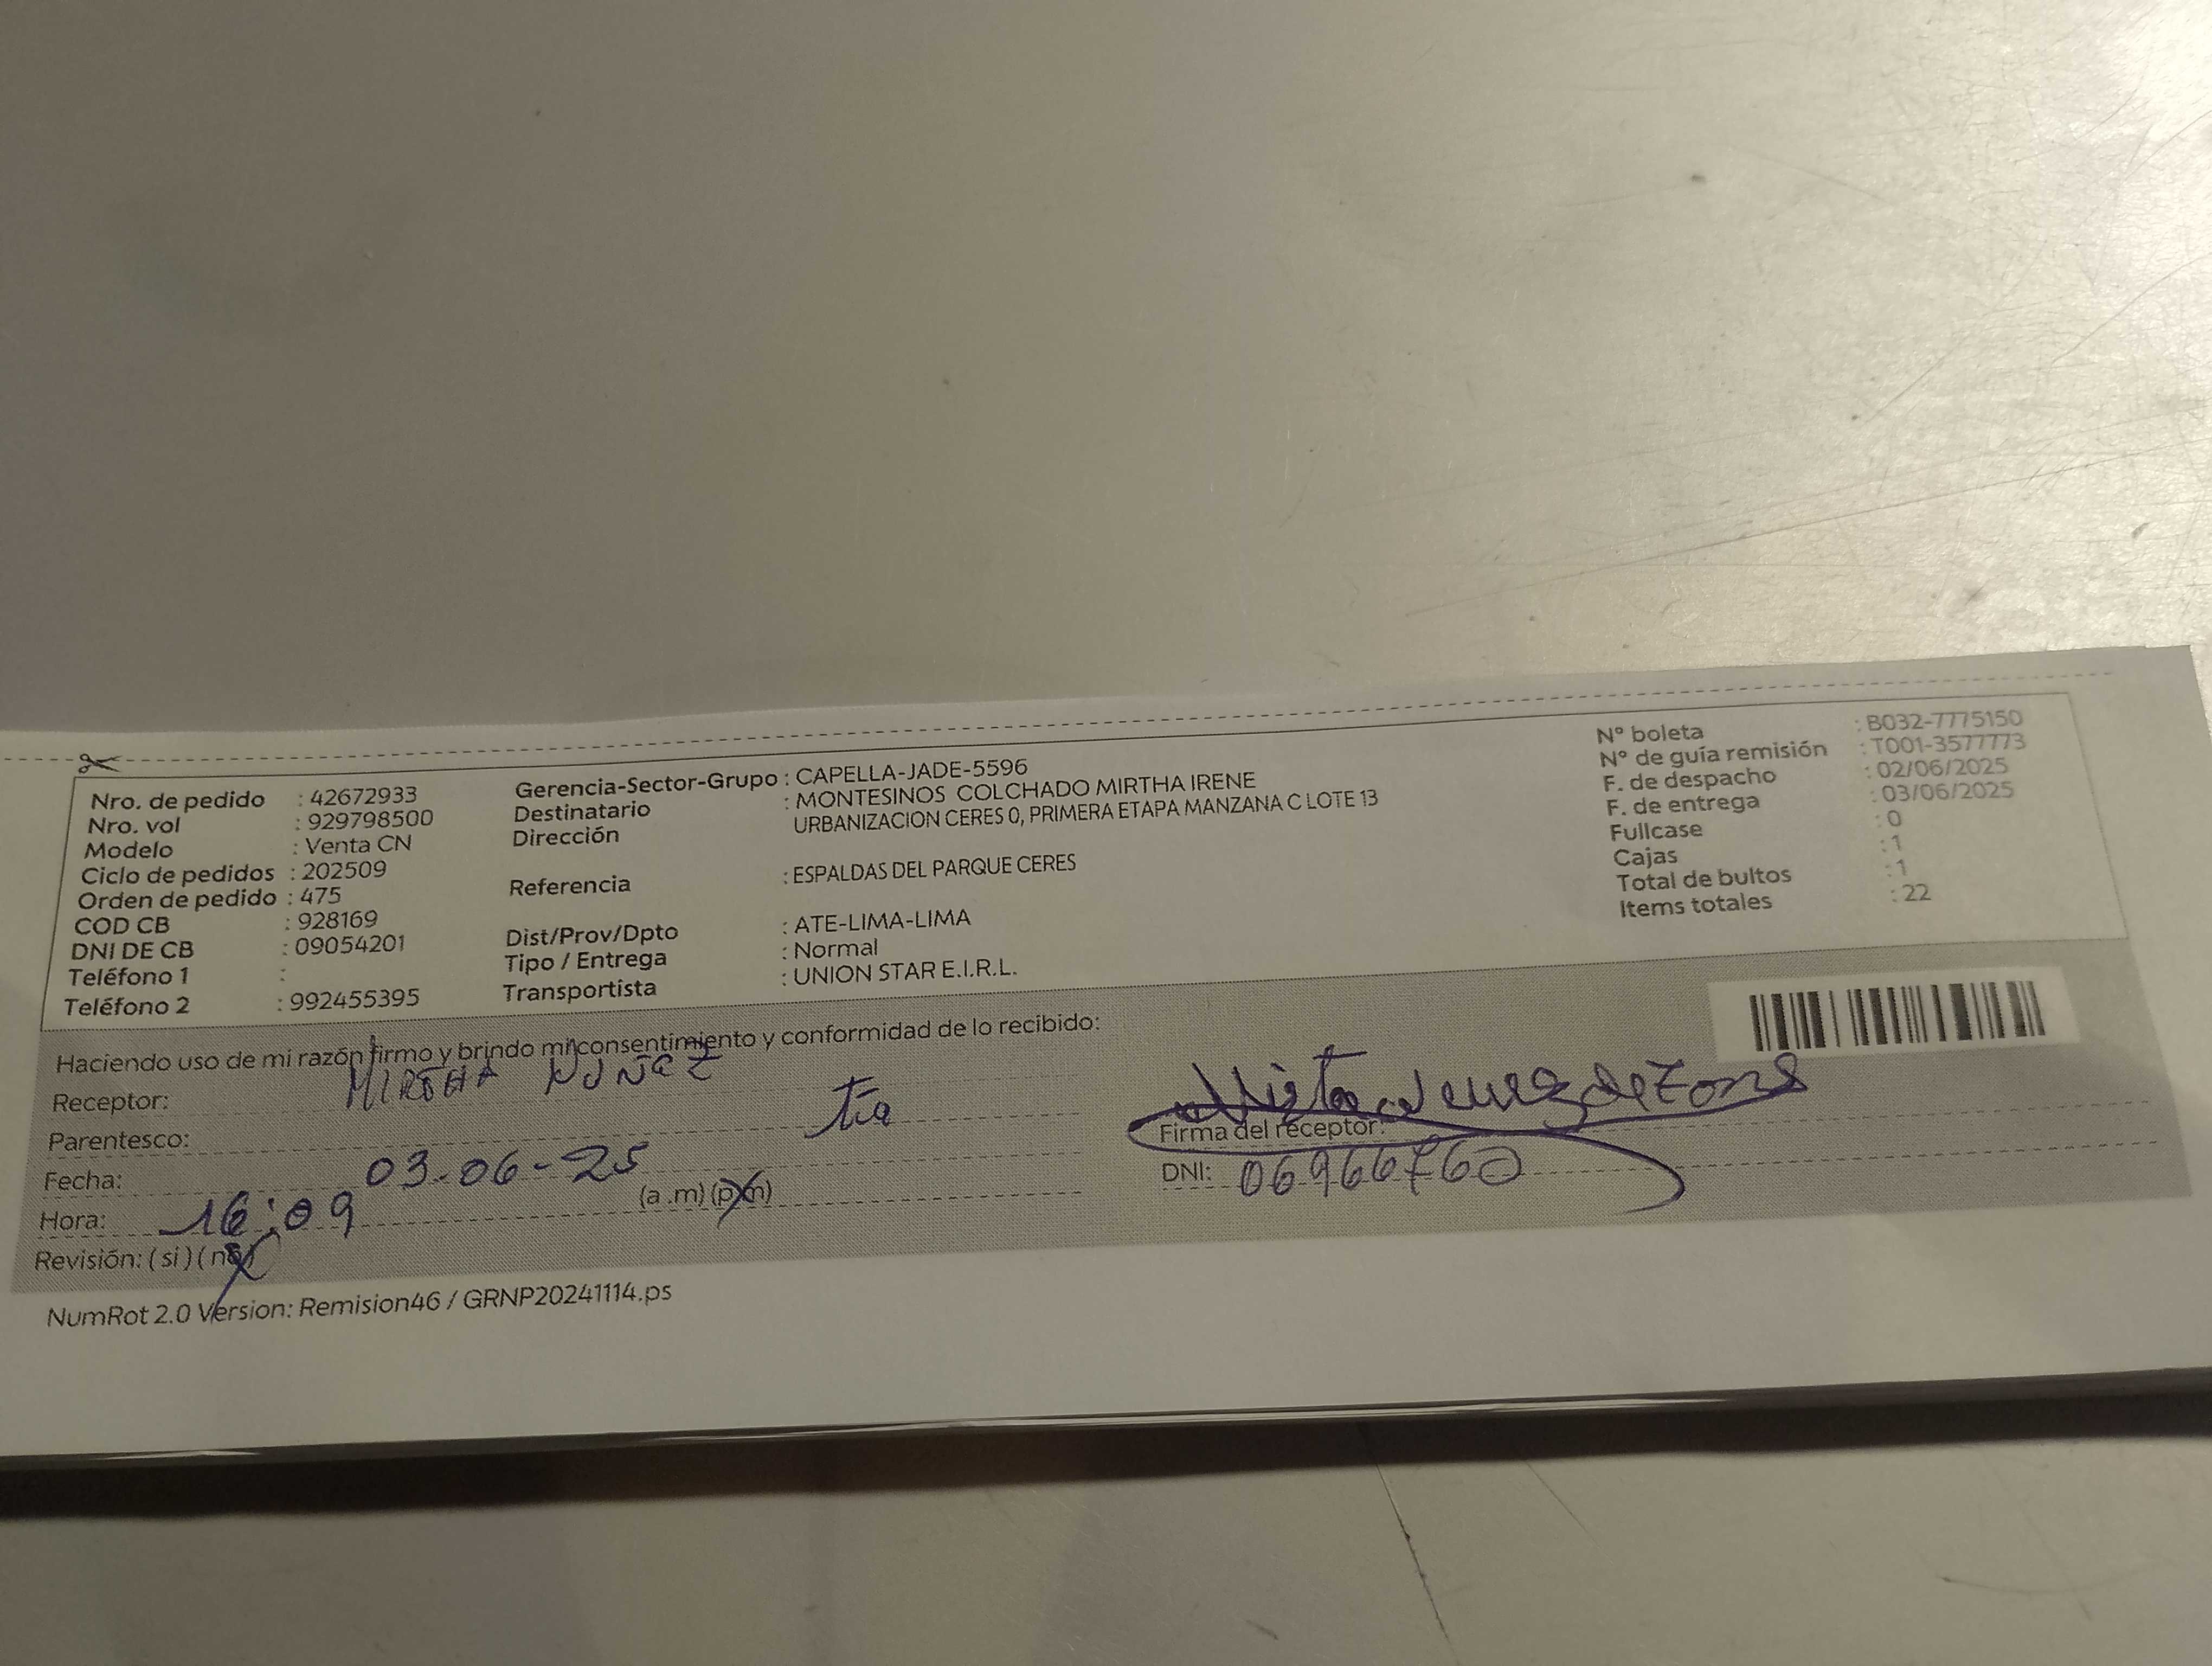 Nro. de pedido : 42672933
Nro. vol : 929798500
Modelo : Venta CN
Ciclo de pedidos : 202509
Orden de pedido : 475
COD CB : 928169
DNI DE CB : 09054201
Teléfono 1 :
Teléfono 2 : 992455395
Gerencia-Sector-Grupo : CAPELLA-JADE-5596
Destinatario : MONTESINOS COLCHADO MIRTHA IRENE
Dirección URBANIZACION CERES 0, PRIMERA ETAPA MANZANA C LOTE 13
Referencia : ESPALDAS DEL PARQUE CERES
Dist/Prov/Dpto : ATE-LIMA-LIMA
Tipo / Entrega : Normal
Transportista : UNION STAR E.I.R.L.
N° boleta : B032-7775150
N° de guía remisión : T001-3577773
F. de despacho : 02/06/2025
F. de entrega : 03/06/2025
Fullcase : 0
Cajas : 1
Total de bultos : 1
Items totales : 22
Haciendo uso de mi razón firmo y brindo mi consentimiento y conformidad de lo recibido:
Receptor: MIRTHA NUÑEZ
Parentesco: tia
Fecha: 03-06-25
Hora: 16:09 (a .m) (p.m)
Revisión: ( si ) ( no )
Firma del receptor:
DNI: 06966760
NumRot 2.0 Version: Remision46 / GRNP20241114.ps